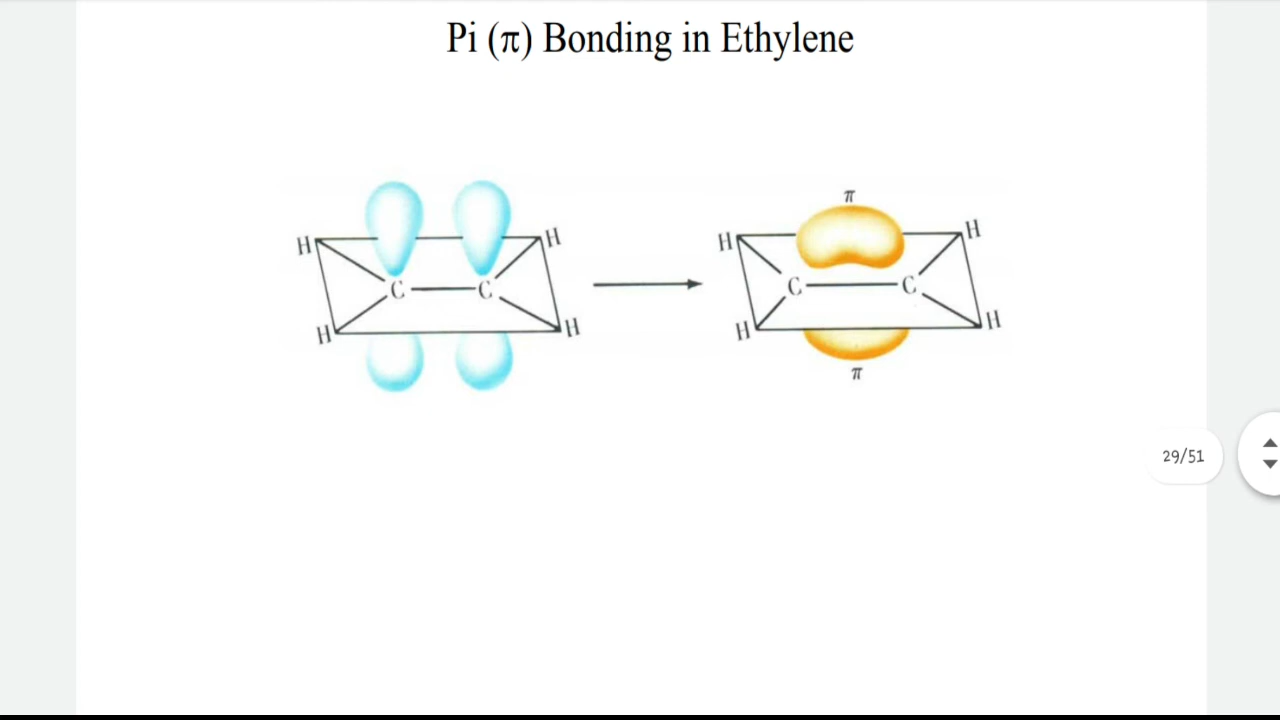 Pi (π) Bonding in Ethylene
π
H H H H
C C C C
H H H H
π
29/51